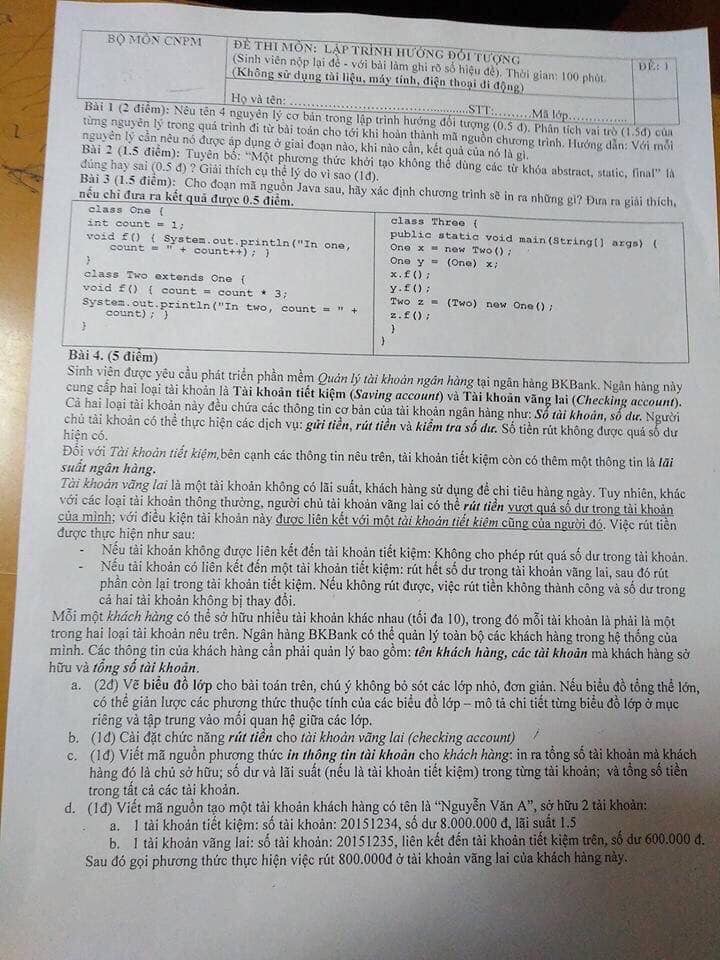 BỘ MÔN CNPM
ĐỀ THI MÔN: LẬP TRÌNH HƯỚNG ĐỐI TƯỢNG
(Sinh viên nộp lại đề - với bài làm ghi rõ số hiệu đề). Thời gian: 100 phút.
(Không sử dụng tài liệu, máy tính, điện thoại di động)
ĐỀ: 1
Họ và tên: ................................................STT:.........Mã lớp..............
Bài 1 (2 điểm): Nêu tên 4 nguyên lý cơ bản trong lập trình hướng đối tượng (0.5 đ). Phân tích vai trò (1.5đ) của
từng nguyên lý trong quá trình đi từ bài toán cho tới khi hoàn thành mã nguồn chương trình. Hướng dẫn: Với mỗi
nguyên lý cần nêu nó được áp dụng ở giai đoạn nào, khi nào cần, kết quả của nó là gì.
Bài 2 (1.5 điểm): Tuyên bố: “Một phương thức khởi tạo không thể dùng các từ khóa abstract, static, final” là
đúng hay sai (0.5 đ) ? Giải thích cụ thể lý do vì sao (1đ).
Bài 3 (1.5 điểm): Cho đoạn mã nguồn Java sau, hãy xác định chương trình sẽ in ra những gì? Đưa ra giải thích,
nếu chỉ đưa ra kết quả được 0.5 điểm.
class One {
int count = 1;
void f() { System.out.println("In one,
count = " + count++); }
}
class Two extends One {
void f() { count = count * 3;
System.out.println("In two, count = " +
count); }
}
class Three {
public static void main(String[] args) {
One x = new Two();
One y = (One) x;
x.f();
y.f();
Two z = (Two) new One();
z.f();
}
}
Bài 4. (5 điểm)
Sinh viên được yêu cầu phát triển phần mềm Quản lý tài khoản ngân hàng tại ngân hàng BKBank. Ngân hàng này
cung cấp hai loại tài khoản là Tài khoản tiết kiệm (Saving account) và Tài khoản vãng lai (Checking account).
Cả hai loại tài khoản này đều chứa các thông tin cơ bản của tài khoản ngân hàng như: Số tài khoản, số dư. Người
chủ tài khoản có thể thực hiện các dịch vụ: gửi tiền, rút tiền và kiểm tra số dư. Số tiền rút không được quá số dư
hiện có.
Đối với Tài khoản tiết kiệm,bên cạnh các thông tin nêu trên, tài khoản tiết kiệm còn có thêm một thông tin là lãi
suất ngân hàng.
Tài khoản vãng lai là một tài khoản không có lãi suất, khách hàng sử dụng để chi tiêu hàng ngày. Tuy nhiên, khác
với các loại tài khoản thông thường, người chủ tài khoản vãng lai có thể rút tiền vượt quá số dư trong tài khoản
của mình; với điều kiện tài khoản này được liên kết với một tài khoản tiết kiệm cũng của người đó. Việc rút tiền
được thực hiện như sau:
- Nếu tài khoản không được liên kết đến tài khoản tiết kiệm: Không cho phép rút quá số dư trong tài khoản.
- Nếu tài khoản có liên kết đến một tài khoản tiết kiệm: rút hết số dư trong tài khoản vãng lai, sau đó rút
phần còn lại trong tài khoản tiết kiệm. Nếu không rút được, việc rút tiền không thành công và số dư trong
cả hai tài khoản không bị thay đổi.
Mỗi một khách hàng có thể sở hữu nhiều tài khoản khác nhau (tối đa 10), trong đó mỗi tài khoản là phải là một
trong hai loại tài khoản nêu trên. Ngân hàng BKBank có thể quản lý toàn bộ các khách hàng trong hệ thống của
mình. Các thông tin của khách hàng cần phải quản lý bao gồm: tên khách hàng, các tài khoản mà khách hàng sở
hữu và tổng số tài khoản.
a. (2đ) Vẽ biểu đồ lớp cho bài toán trên, chú ý không bỏ sót các lớp nhỏ, đơn giản. Nếu biểu đồ tổng thể lớn,
có thể giản lược các phương thức thuộc tính của các biểu đồ lớp – mô tả chi tiết từng biểu đồ lớp ở mục
riêng và tập trung vào mối quan hệ giữa các lớp.
b. (1đ) Cài đặt chức năng rút tiền cho tài khoản vãng lai (checking account)
c. (1đ) Viết mã nguồn phương thức in thông tin tài khoản cho khách hàng: in ra tổng số tài khoản mà khách
hàng đó là chủ sở hữu; số dư và lãi suất (nếu là tài khoản tiết kiệm) trong từng tài khoản; và tổng số tiền
trong tất cả các tài khoản.
d. (1đ) Viết mã nguồn tạo một tài khoản khách hàng có tên là “Nguyễn Văn A”, sở hữu 2 tài khoản:
a. 1 tài khoản tiết kiệm: số tài khoản: 20151234, số dư 8.000.000 đ, lãi suất 1.5
b. 1 tài khoản vãng lai: số tài khoản: 20151235, liên kết đến tài khoản tiết kiệm trên, số dư 600.000 đ.
Sau đó gọi phương thức thực hiện việc rút 800.000đ ở tài khoản vãng lai của khách hàng này.